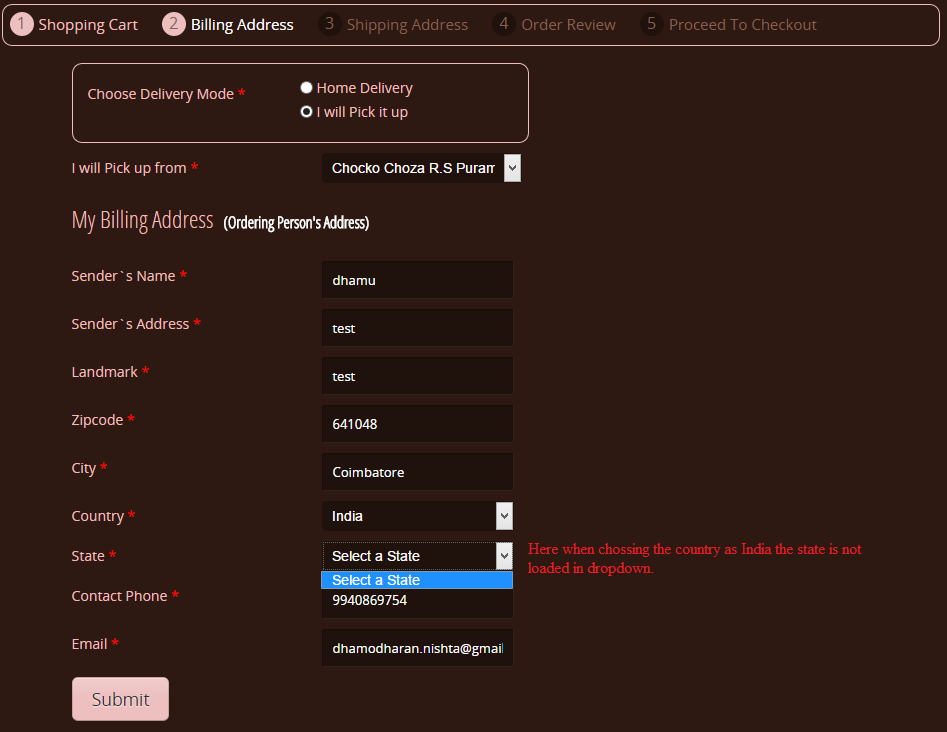 1 Shopping Cart 2 Billing Address 3 Shipping Address 4 Order Review 5 Proceed To Checkout
Choose Delivery Mode * Home Delivery
I will Pick it up
I will Pick up from * Chocko Choza R.S Puram
My Billing Address (Ordering Person's Address)
Sender`s Name * dhamu
Sender`s Address * test
Landmark * test
Zipcode * 641048
City * Coimbatore
Country * India
State * Select a State Here when chossing the country as India the state is not
loaded in dropdown.
Select a State
Contact Phone * 9940869754
Email * dhamodharan.nishta@gmail
Submit